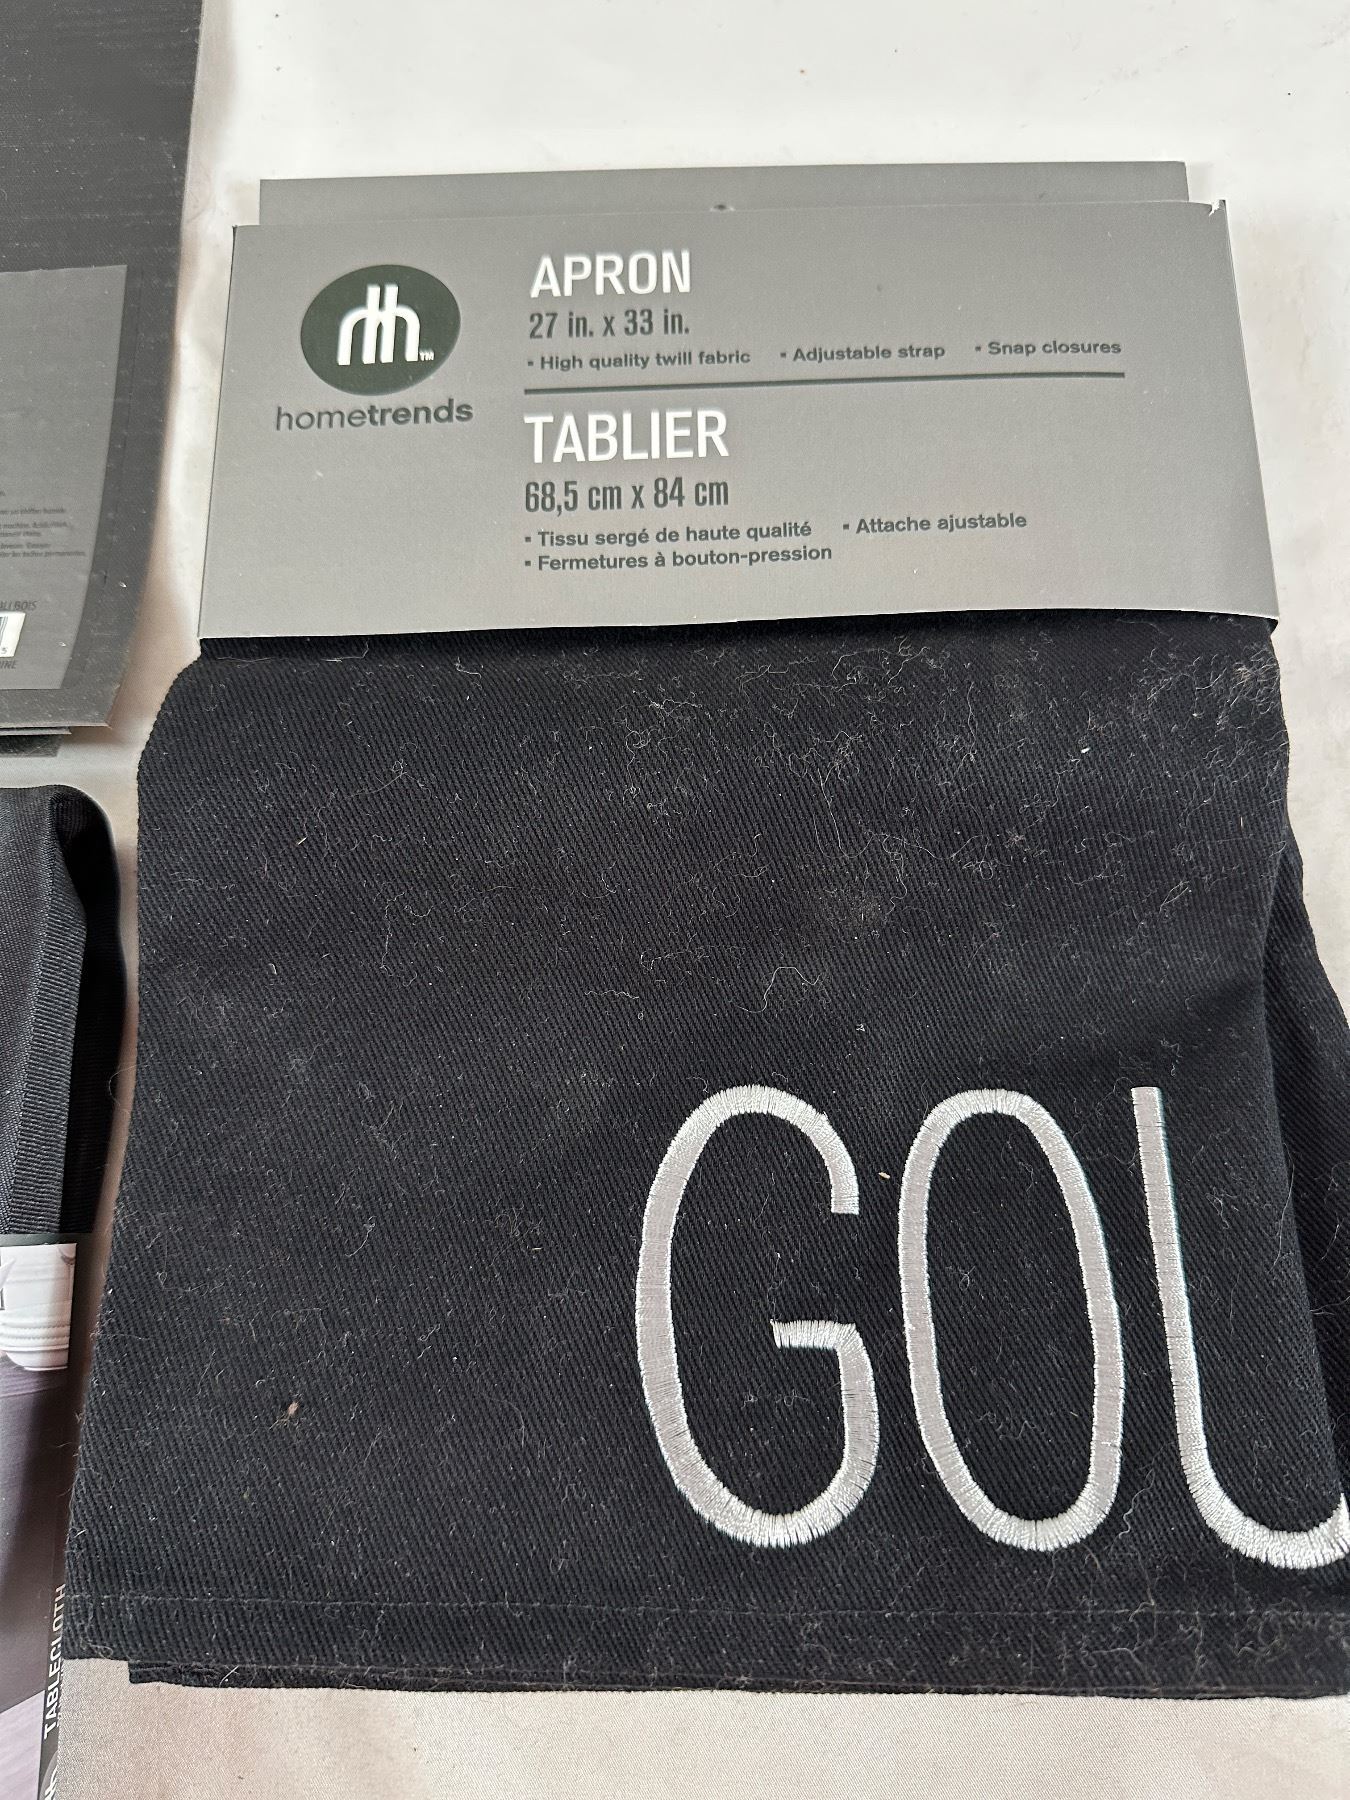 hometrends
APRON
27 in. x 33 in.
▪ High quality twill fabric ▪ Adjustable strap ▪ Snap closures
TABLIER
68,5 cm x 84 cm
▪ Tissu sergé de haute qualité ▪ Attache ajustable
▪ Fermetures à bouton-pression
GOU
TABLECLOTH